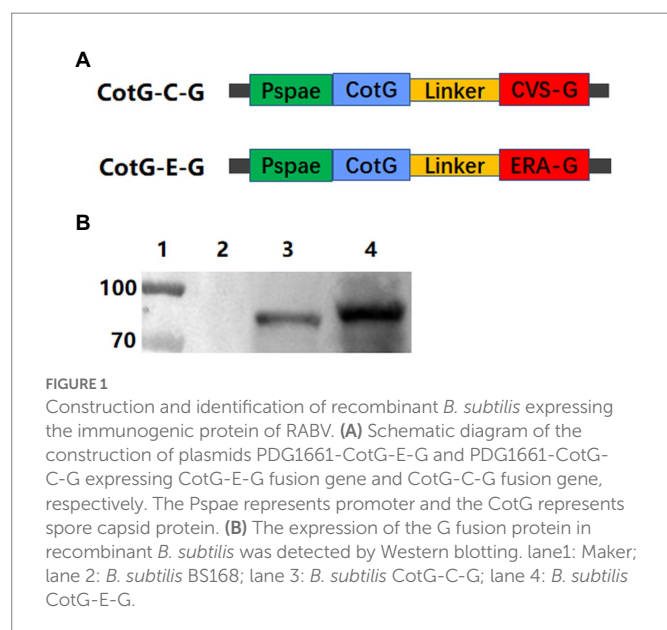 A
CotG-C-G Pspae CotG Linker CVS-G
CotG-E-G Pspae CotG Linker ERA-G
B
1 2 3 4
100
70
FIGURE 1
Construction and identification of recombinant B. subtilis expressing
the immunogenic protein of RABV. (A) Schematic diagram of the
construction of plasmids PDG1661-CotG-E-G and PDG1661-CotG-
C-G expressing CotG-E-G fusion gene and CotG-C-G fusion gene,
respectively. The Pspae represents promoter and the CotG represents
spore capsid protein. (B) The expression of the G fusion protein in
recombinant B. subtilis was detected by Western blotting. lane1: Maker;
lane 2: B. subtilis BS168; lane 3: B. subtilis CotG-C-G; lane 4: B. subtilis
CotG-E-G.